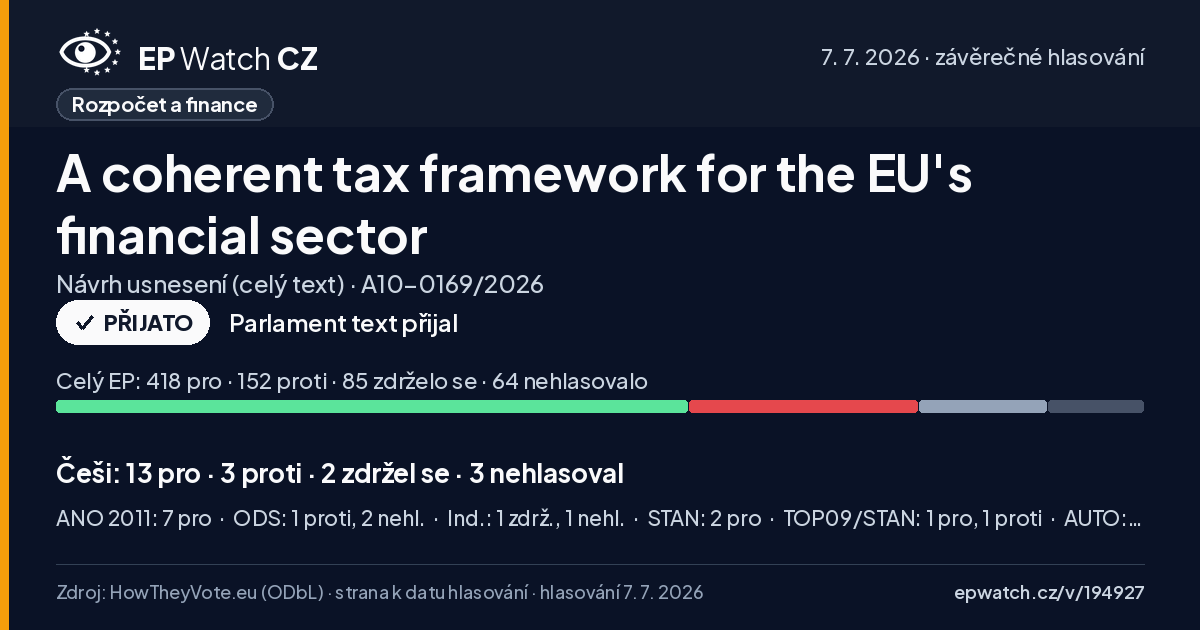 EP Watch CZ
7. 7. 2026 · závěrečné hlasování
Rozpočet a finance
A coherent tax framework for the EU's
financial sector
Návrh usnesení (celý text) · A10-0169/2026
✓ PŘIJATO Parlament text přijal
Celý EP: 418 pro · 152 proti · 85 zdrželo se · 64 nehlasovalo
Češi: 13 pro · 3 proti · 2 zdržel se · 3 nehlasoval
ANO 2011: 7 pro · ODS: 1 proti, 2 nehl. · Ind.: 1 zdrž., 1 nehl. · STAN: 2 pro · TOP09/STAN: 1 pro, 1 proti · AUTO:…
Zdroj: HowTheyVote.eu (ODbL) · strana k datu hlasování · hlasování 7. 7. 2026
epwatch.cz/v/194927